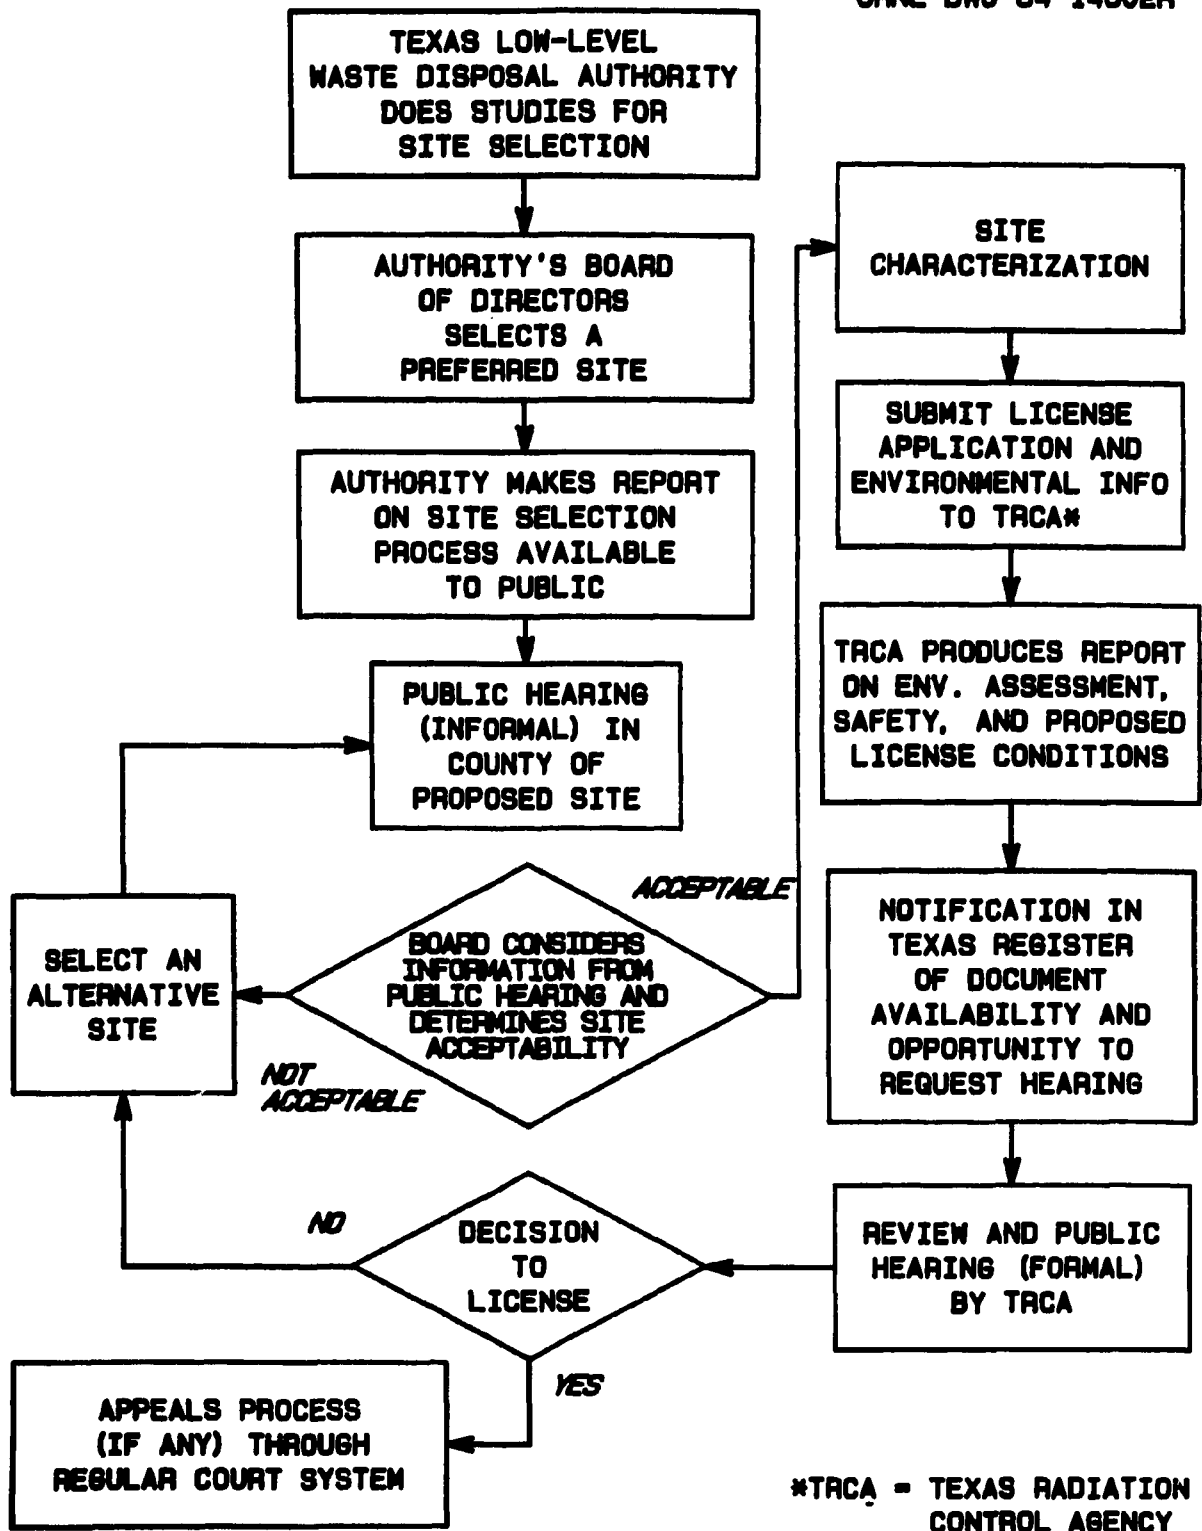 TEXAS LOW-LEVEL
WASTE DISPOSAL AUTHORITY
DOES STUDIES FOR
SITE SELECTION
AUTHORITY'S BOARD
OF DIRECTORS
SELECTS A
PREFERRED SITE
AUTHORITY MAKES REPORT
ON SITE SELECTION
PROCESS AVAILABLE
TO PUBLIC
PUBLIC HEARING
(INFORMAL) IN
COUNTY OF
PROPOSED SITE
BOARD CONSIDERS
INFORMATION FROM
PUBLIC HEARING AND
DETERMINES SITE
ACCEPTABILITY
NOT
ACCEPTABLE
SELECT AN
ALTERNATIVE
SITE
ACCEPTABLE
SITE
CHARACTERIZATION
SUBMIT LICENSE
APPLICATION AND
ENVIRONMENTAL INFO
TO TRCA*
TRCA PRODUCES REPORT
ON ENV. ASSESSMENT,
SAFETY, AND PROPOSED
LICENSE CONDITIONS
NOTIFICATION IN
TEXAS REGISTER
OF DOCUMENT
AVAILABILITY AND
OPPORTUNITY TO
REQUEST HEARING
REVIEW AND PUBLIC
HEARING (FORMAL)
BY TRCA
DECISION
TO
LICENSE
NO
YES
APPEALS PROCESS
(IF ANY) THROUGH
REGULAR COURT SYSTEM
*TRCA = TEXAS RADIATION
CONTROL AGENCY